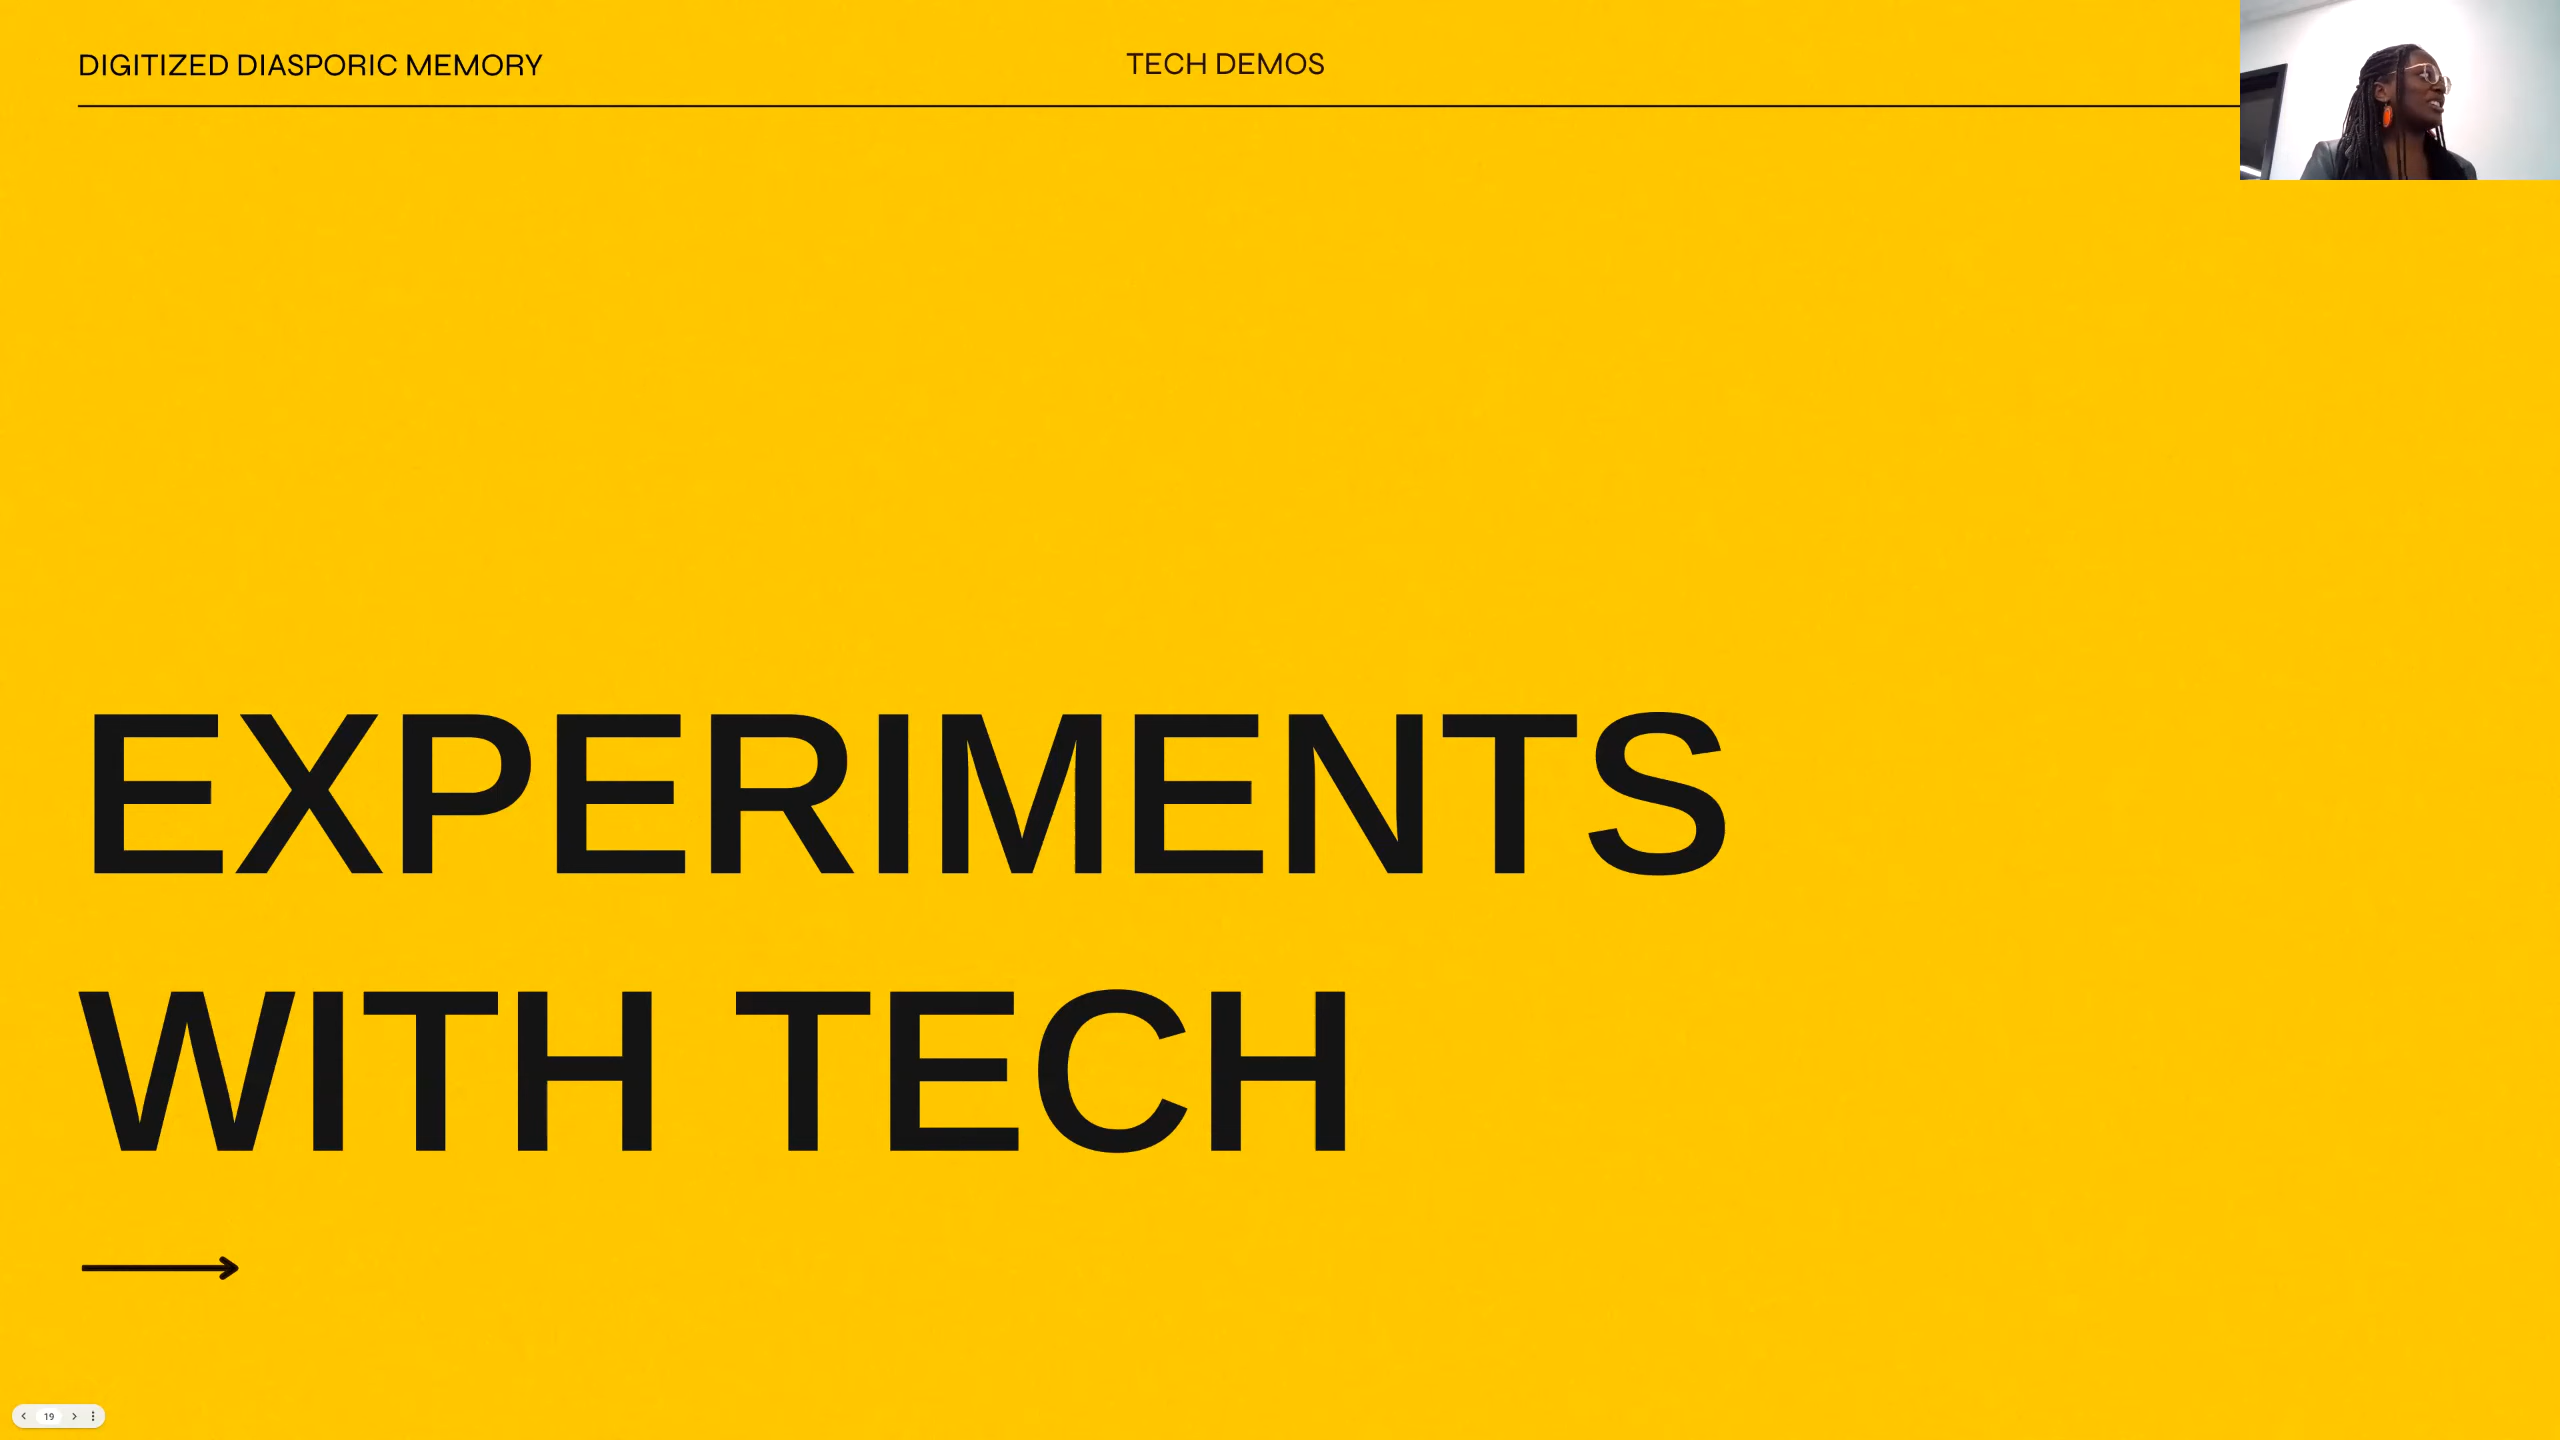 DIGITIZED DIASPORIC MEMORY
TECH DEMOS
EXPERIMENTS
WITH TECH
19